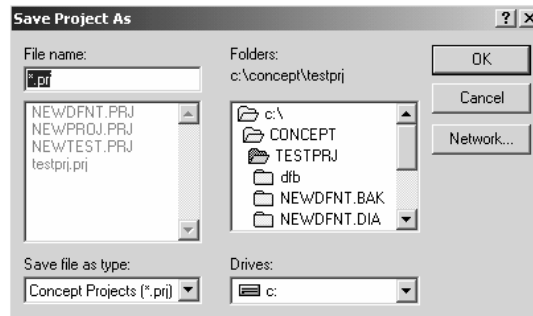 Save Project As
File name:
*.prj
NEWDFNT.PRJ
NEWPROJ.PRJ
NEWTEST.PRJ
testprj.prj
Save file as type:
Concept Projects (*.prj)
Folders:
c:\concept\testprj
c:\
CONCEPT
TESTPRJ
dfb
NEWDFNT.BAK
NEWDFNT.DIA
Drives:
c:
OK
Cancel
Network...